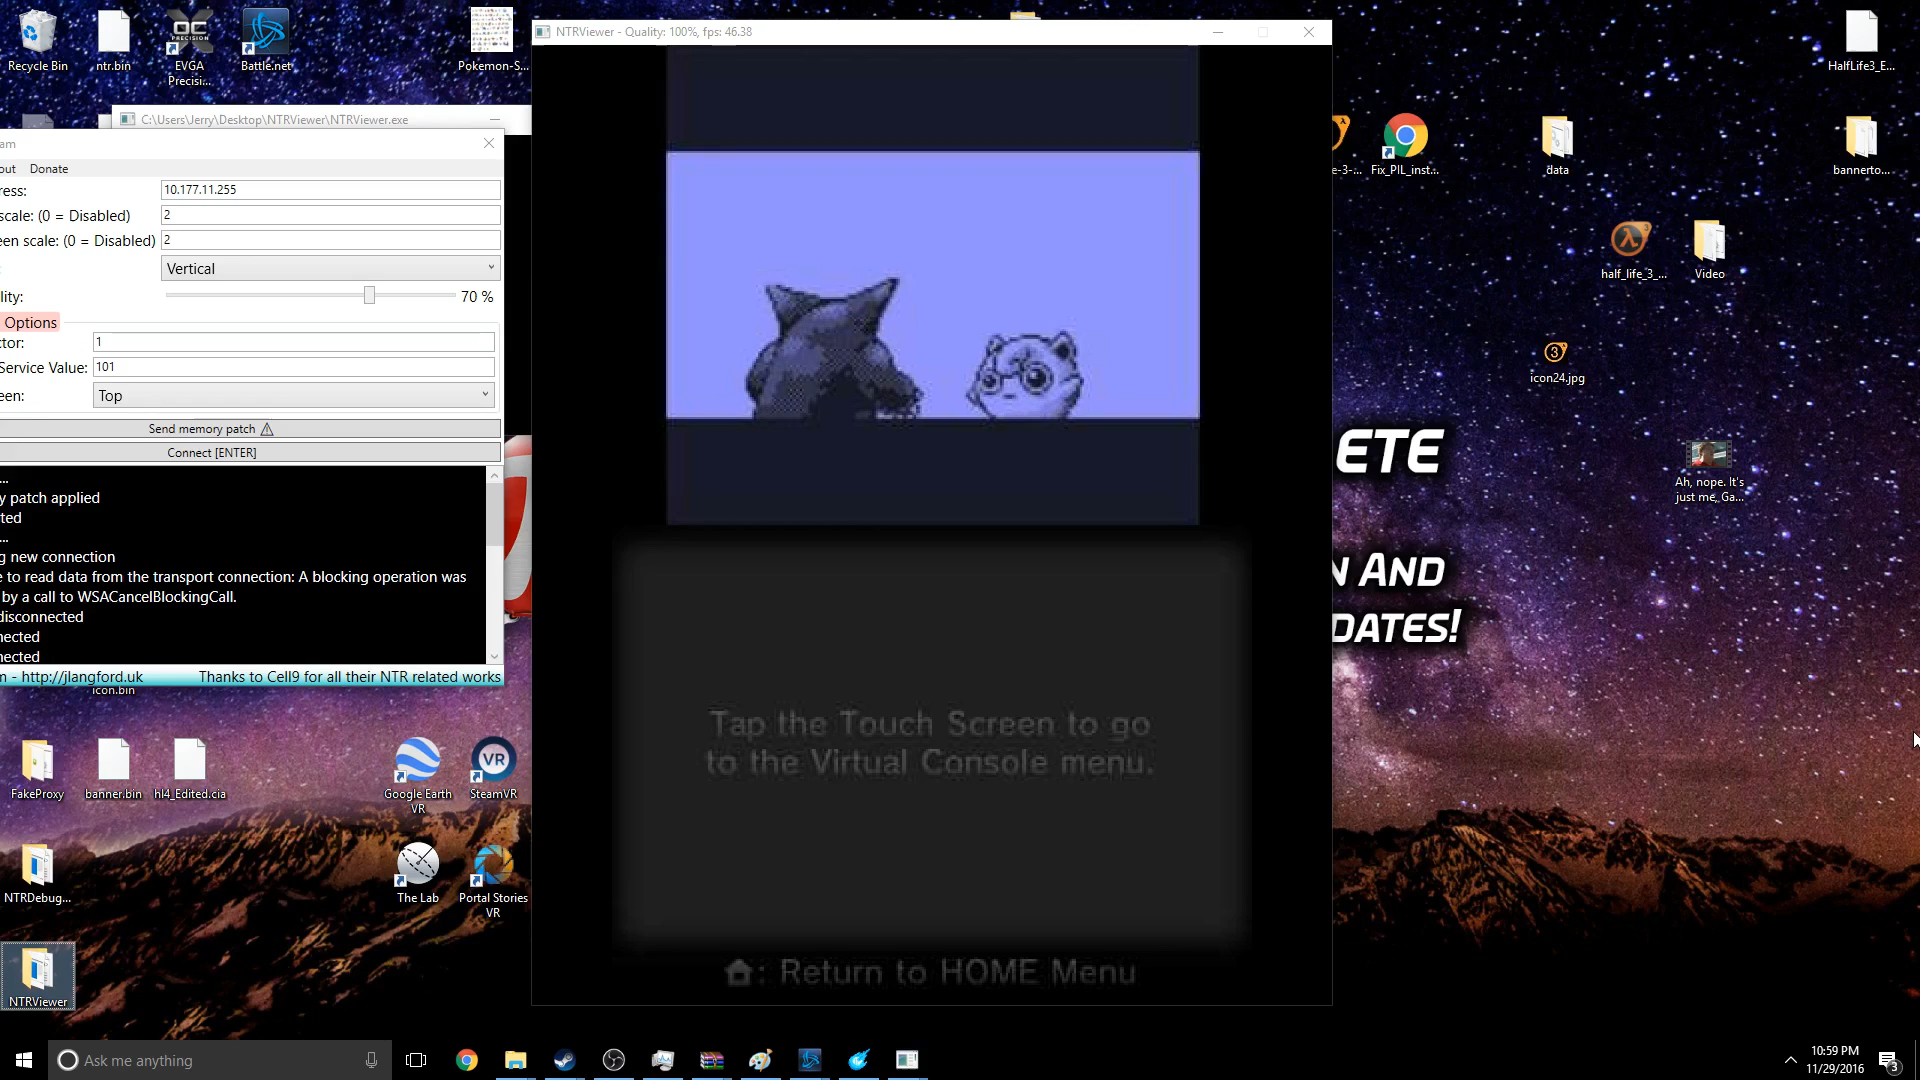 Recycle Bin
ntr.bin
EVGA
Precisi...
Battle.net
Pokemon-S...
PRECISION
NTRViewer - Quality: 100%, fps: 46.38
HalfLife3_E...
C:\Users\Jerry\Desktop\NTRViewer\NTRViewer.exe
am
out
Donate
ress:
10.177.11.255
scale: (0 = Disabled)
2
een scale: (0 = Disabled)
2
:
Vertical
lity:
70 %
Options
ctor:
1
Service Value:
101
een:
Top
Send memory patch
Connect [ENTER]
...
y patch applied
ted
...
g new connection
e to read data from the transport connection: A blocking operation was
by a call to WSACancelBlockingCall.
disconnected
nected
nected
m - http://jlangford.uk
Thanks to Cell9 for all their NTR related works
icon.bin
FakeProxy
banner.bin
hl4_Edited.cia
Google Earth
VR
VR
SteamVR
NTRDebug...
The Lab
Portal Stories
VR
NTRViewer
Tap the Touch Screen to go
to the Virtual Console menu.
: Return to HOME Menu
e-3-...
Fix_PIL_inst...
data
bannerto...
half_life_3_...
Video
3
icon24.jpg
ETE
Ah, nope. It's
just me, Ga...
N AND
DATES!
Ask me anything
10:59 PM
11/29/2016
3